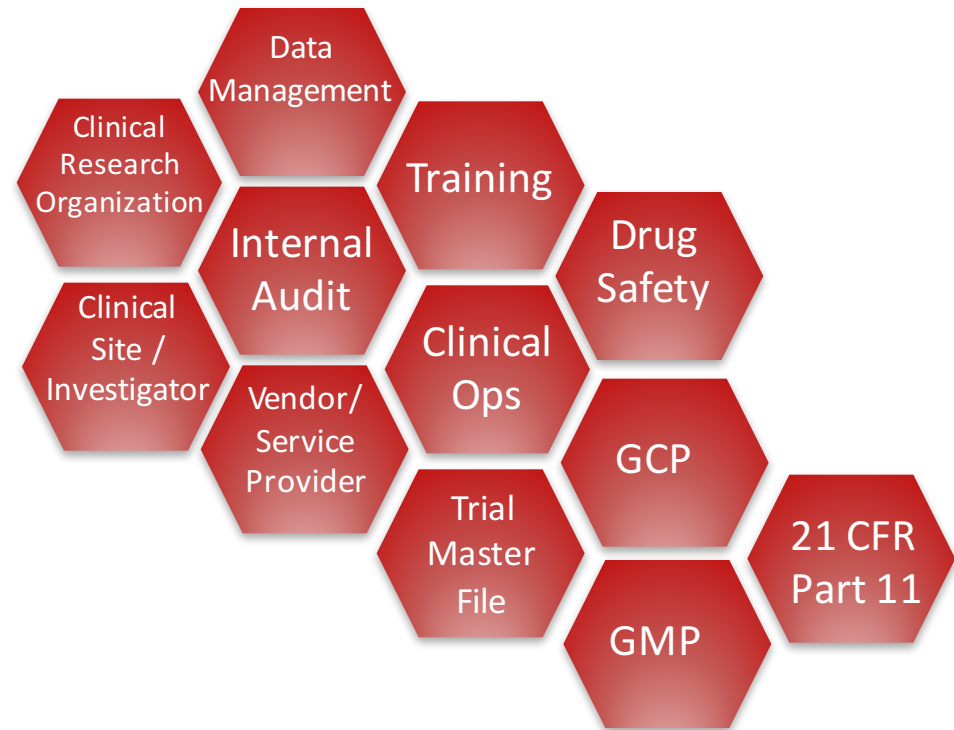 Data
Management
Clinical
Research
Organization
Training
Internal
Audit
Drug
Safety
Clinical
Site /
Investigator
Clinical
Ops
Vendor/
Service
Provider
GCP
Trial
Master
File
21 CFR
Part 11
GMP